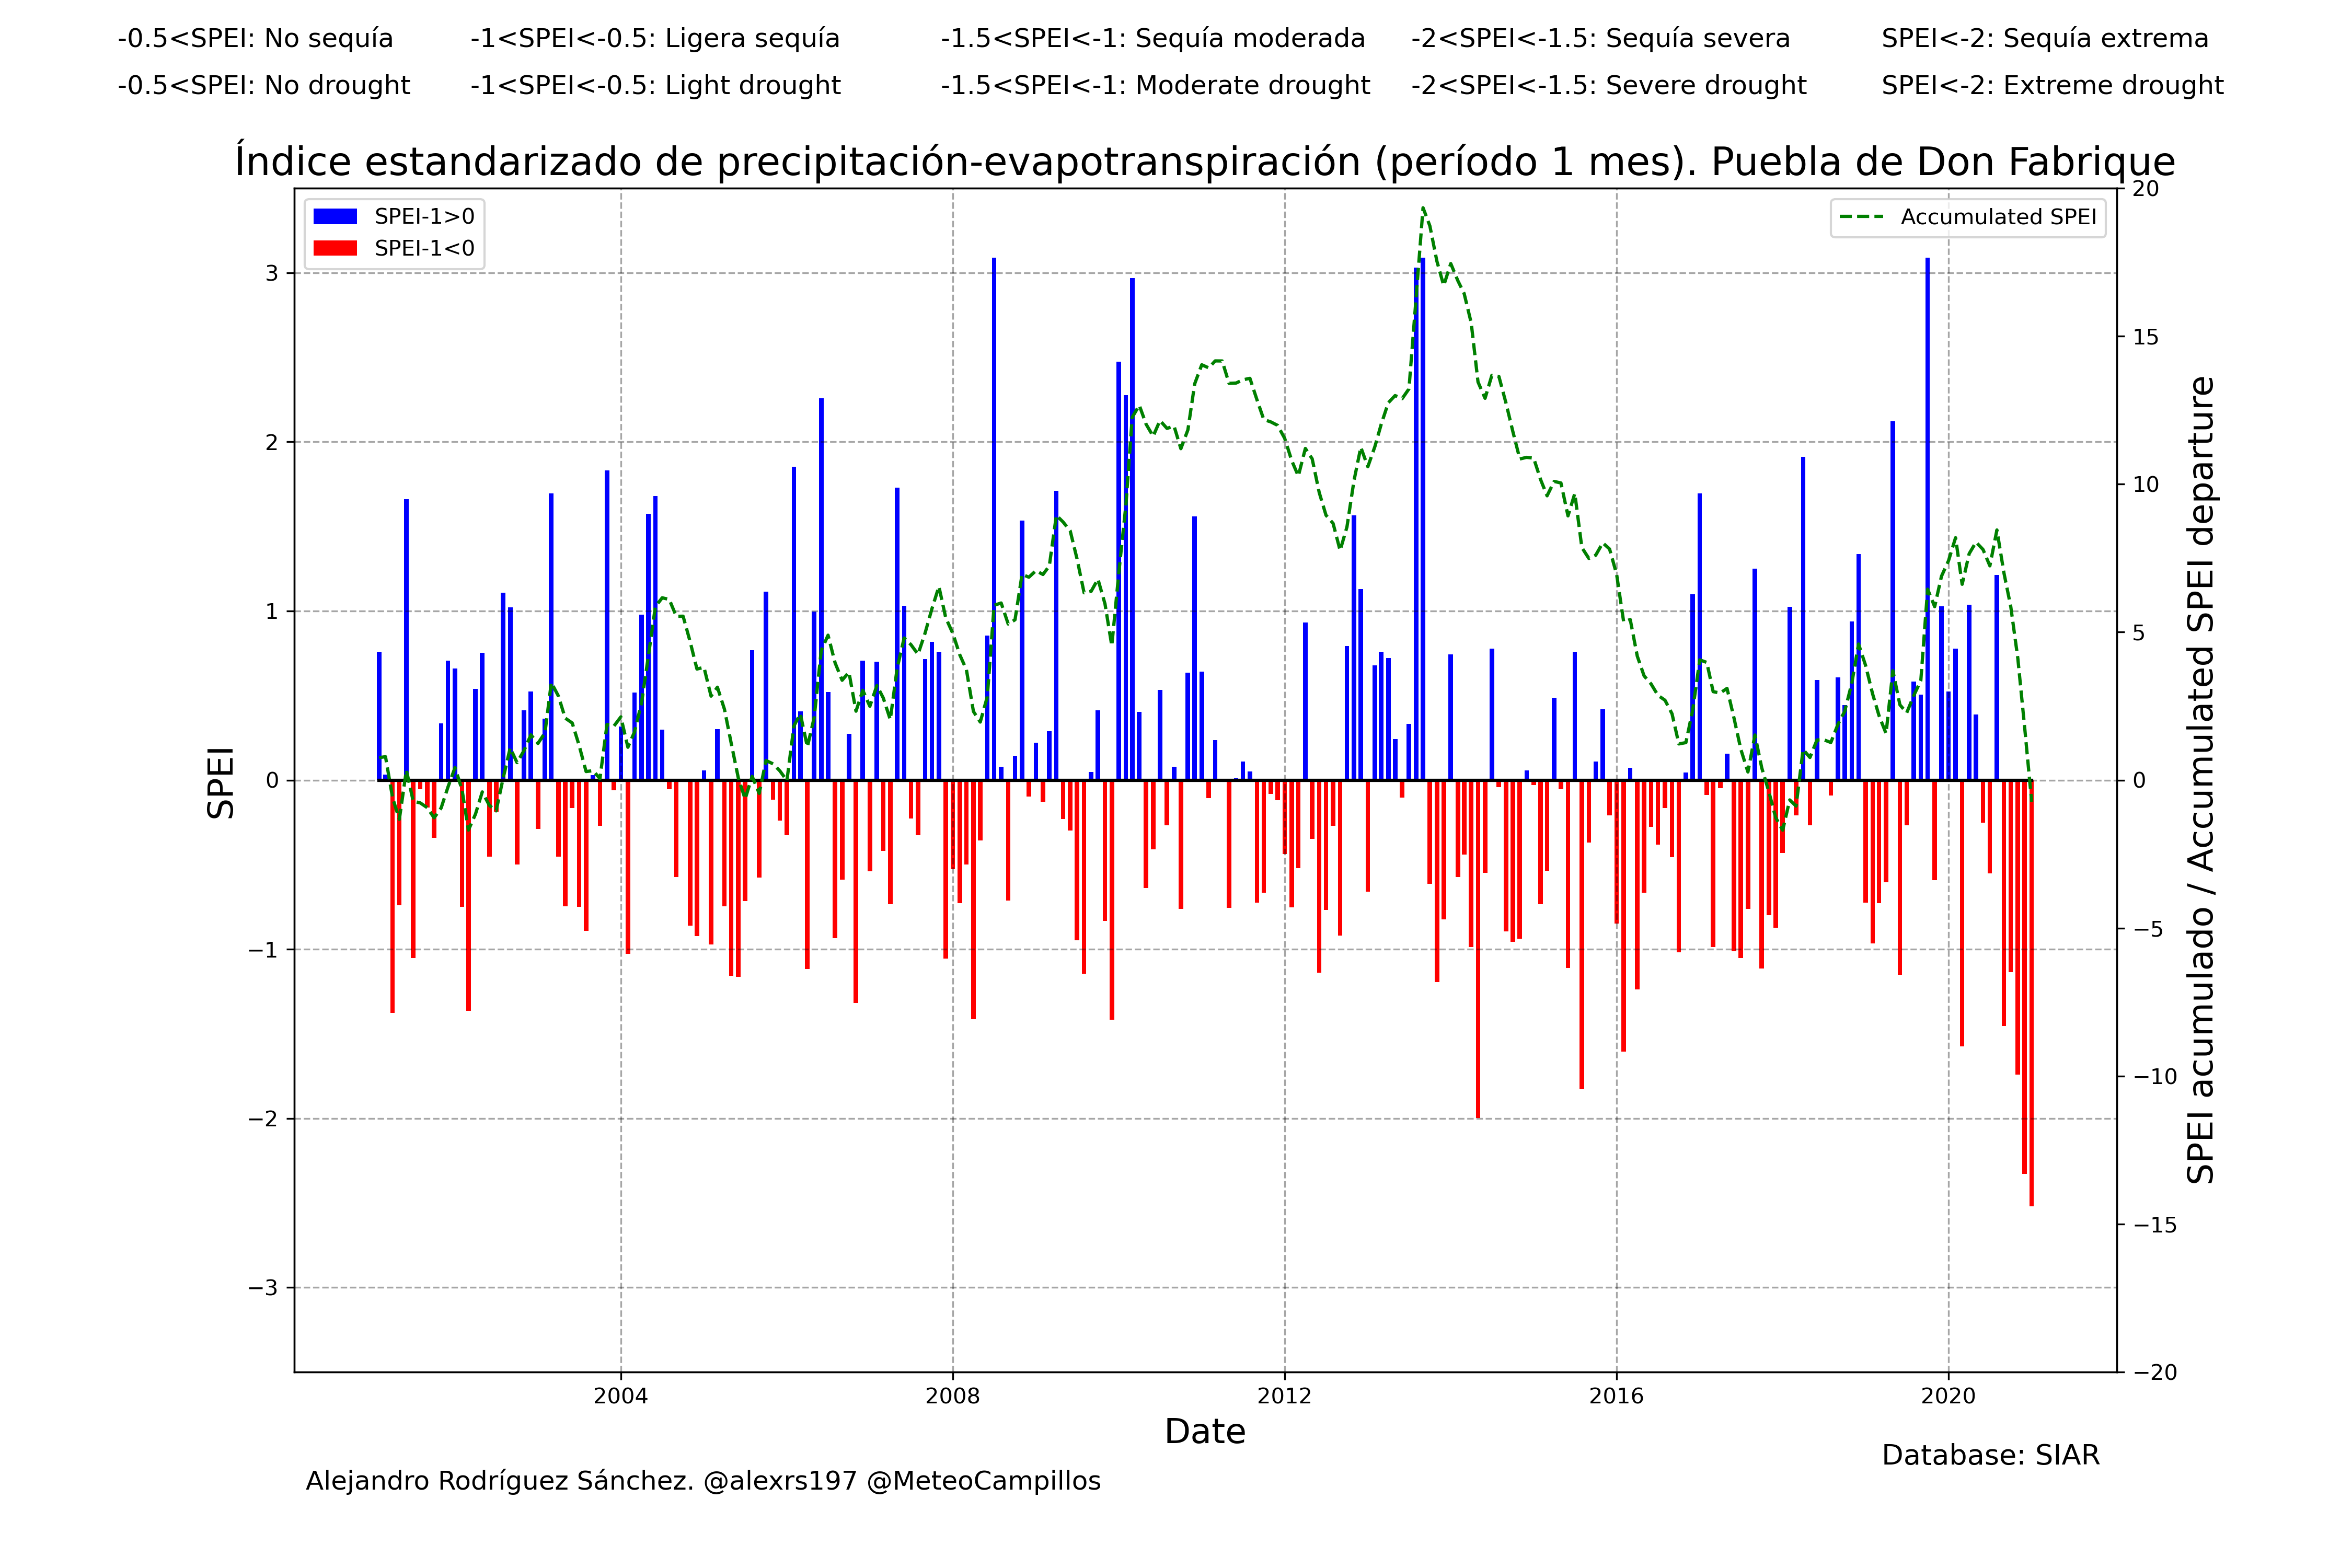 -0.5<SPEI: No sequía -1<SPEI<-0.5: Ligera sequía -1.5<SPEI<-1: Sequía moderada -2<SPEI<-1.5: Sequía severa SPEI<-2: Sequía extrema
-0.5<SPEI: No drought -1<SPEI<-0.5: Light drought -1.5<SPEI<-1: Moderate drought -2<SPEI<-1.5: Severe drought SPEI<-2: Extreme drought
Índice estandarizado de precipitación-evapotranspiración (período 1 mes). Puebla de Don Fabrique
SPEI-1>0
SPEI-1<0
Accumulated SPEI
SPEI
3
2
1
0
−1
−2
−3
20
15
10
5
0
−5
−10
−15
−20
SPEI acumulado / Accumulated SPEI departure
2004 2008 2012 2016 2020
Date
Database: SIAR
Alejandro Rodríguez Sánchez. @alexrs197 @MeteoCampillos